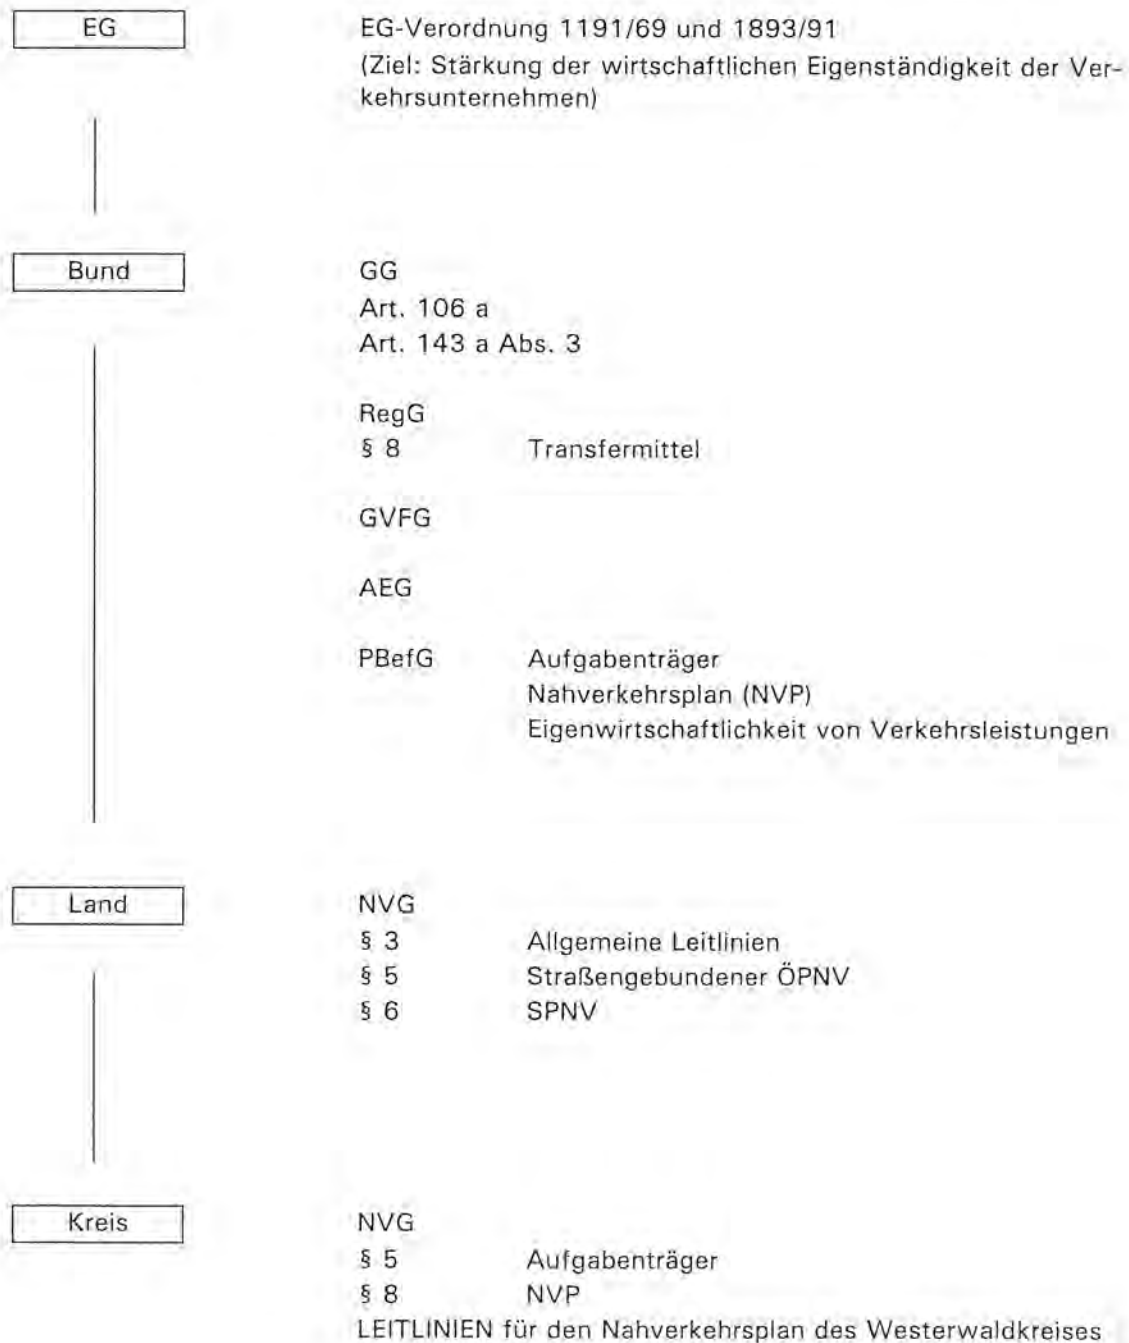 EG EG-Verordnung 1191/69 und 1893/91
(Ziel: Stärkung der wirtschaftlichen Eigenständigkeit der Ver-
kehrsunternehmen)
Bund GG
Art. 106 a
Art. 143 a Abs. 3
RegG
§ 8 Transfermittel
GVFG
AEG
PBefG Aufgabenträger
Nahverkehrsplan (NVP)
Eigenwirtschaftlichkeit von Verkehrsleistungen
Land NVG
§ 3 Allgemeine Leitlinien
§ 5 Straßengebundener ÖPNV
§ 6 SPNV
Kreis NVG
§ 5 Aufgabenträger
§ 8 NVP
LEITLINIEN für den Nahverkehrsplan des Westerwaldkreises